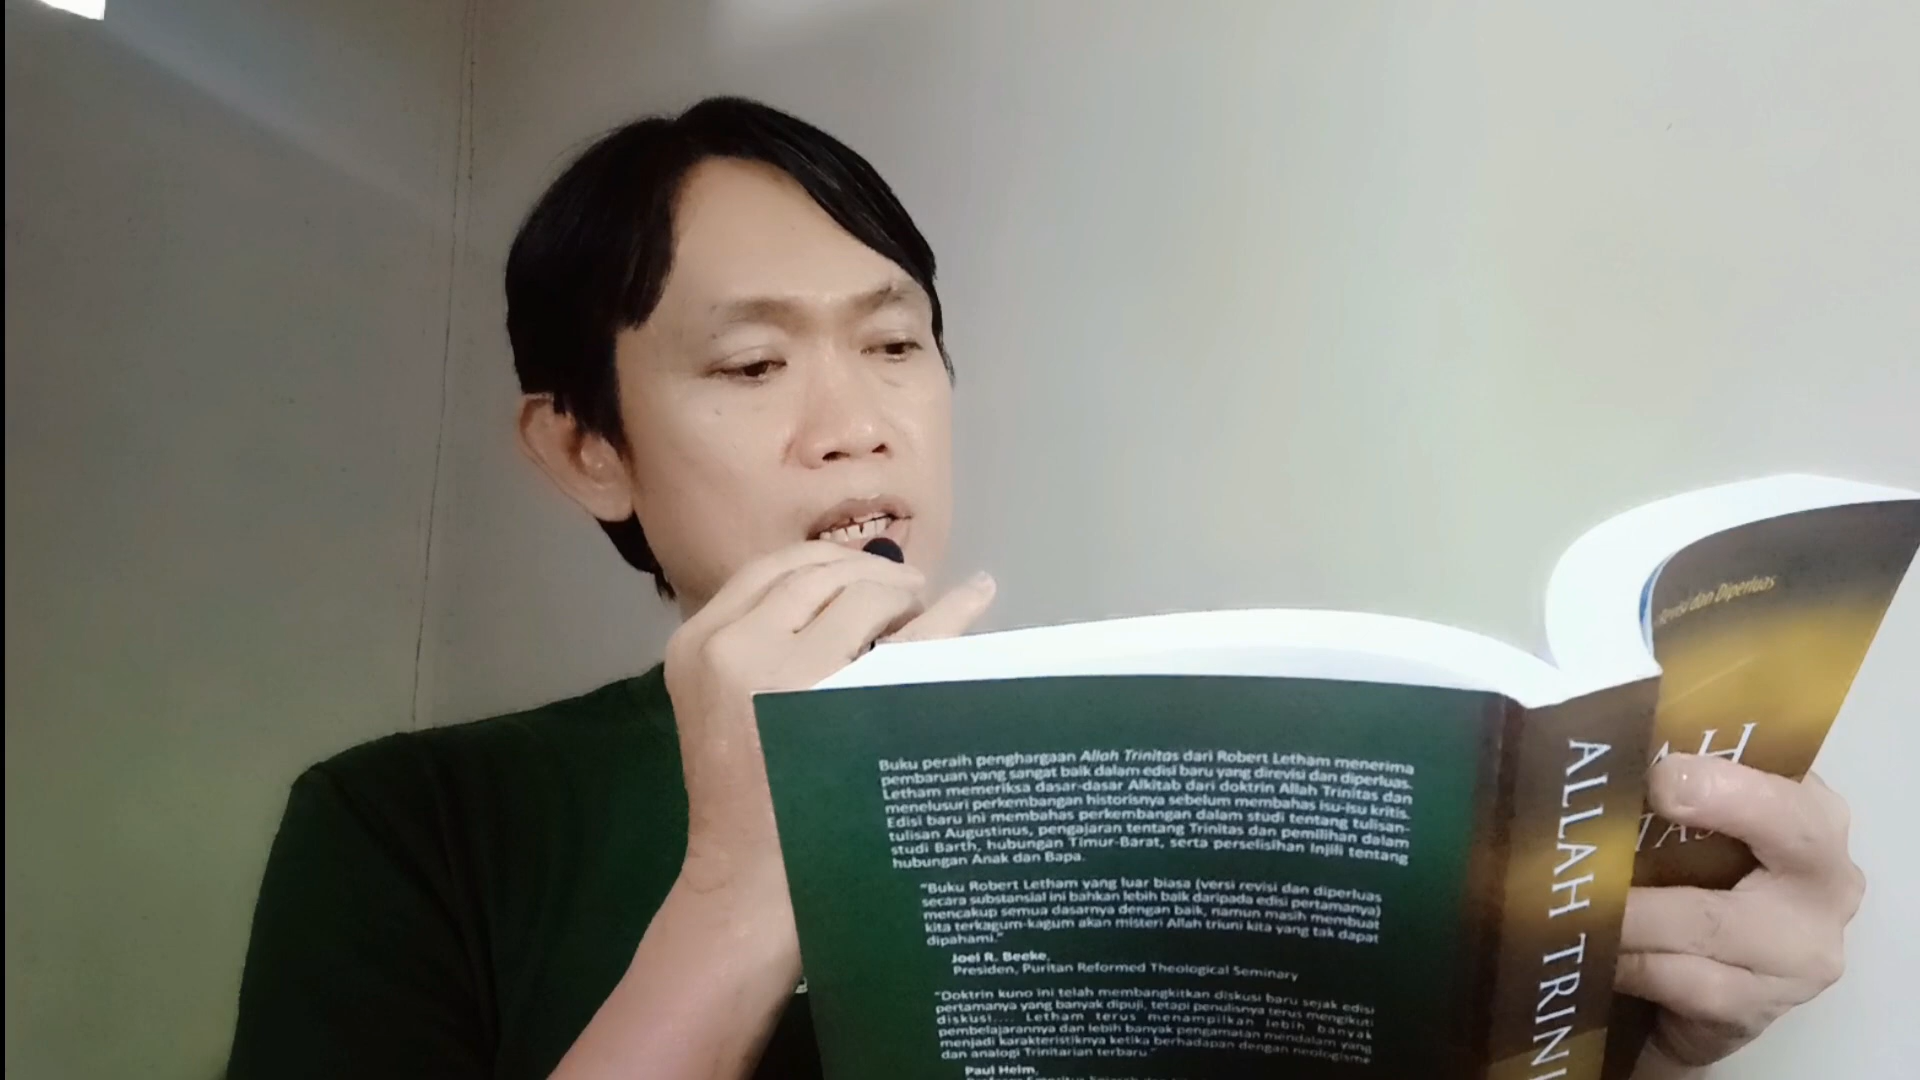 Buku peraih penghargaan Allah Trinitas dari Robert Letham menerima
pembaruan yang sangat baik dalam edisi baru yang direvisi dan diperluas.
Letham memeriksa dasar-dasar Alkitab dari doktrin Allah Trinitas dan
menelusuri perkembangan historisnya sebelum membahas isu-isu kritis.
Edisi baru ini membahas perkembangan dalam studi tentang tulisan-
tulisan Augustinus, pengajaran tentang Trinitas dan pemilihan dalam
studi Barth, hubungan Timur-Barat, serta perselisihan Injili tentang
hubungan Anak dan Bapa.
"Buku Robert Letham yang luar biasa (versi revisi dan diperluas
secara substansial ini bahkan lebih baik daripada edisi pertamanya)
mencakup semua dasarnya dengan baik, namun masih membuat
kita terkagum-kagum akan misteri Allah triuni kita yang tak dapat
dipahami."
Joel R. Beeke,
Presiden, Puritan Reformed Theological Seminary
"Doktrin kuno ini telah membangkitkan diskusi baru sejak edisi
pertamanya yang banyak dipuji, tetapi penulisnya terus mengikuti
diskusi.... Letham terus menampilkan lebih banyak
pembelajarannya dan lebih banyak pengamatan mendalam yang
menjadi karakteristiknya ketika berhadapan dengan neologisme
dan analogi Trinitarian terbaru."
Paul Helm,
ALLAH TRINI
Revisi dan Diperluas
AH
TAS